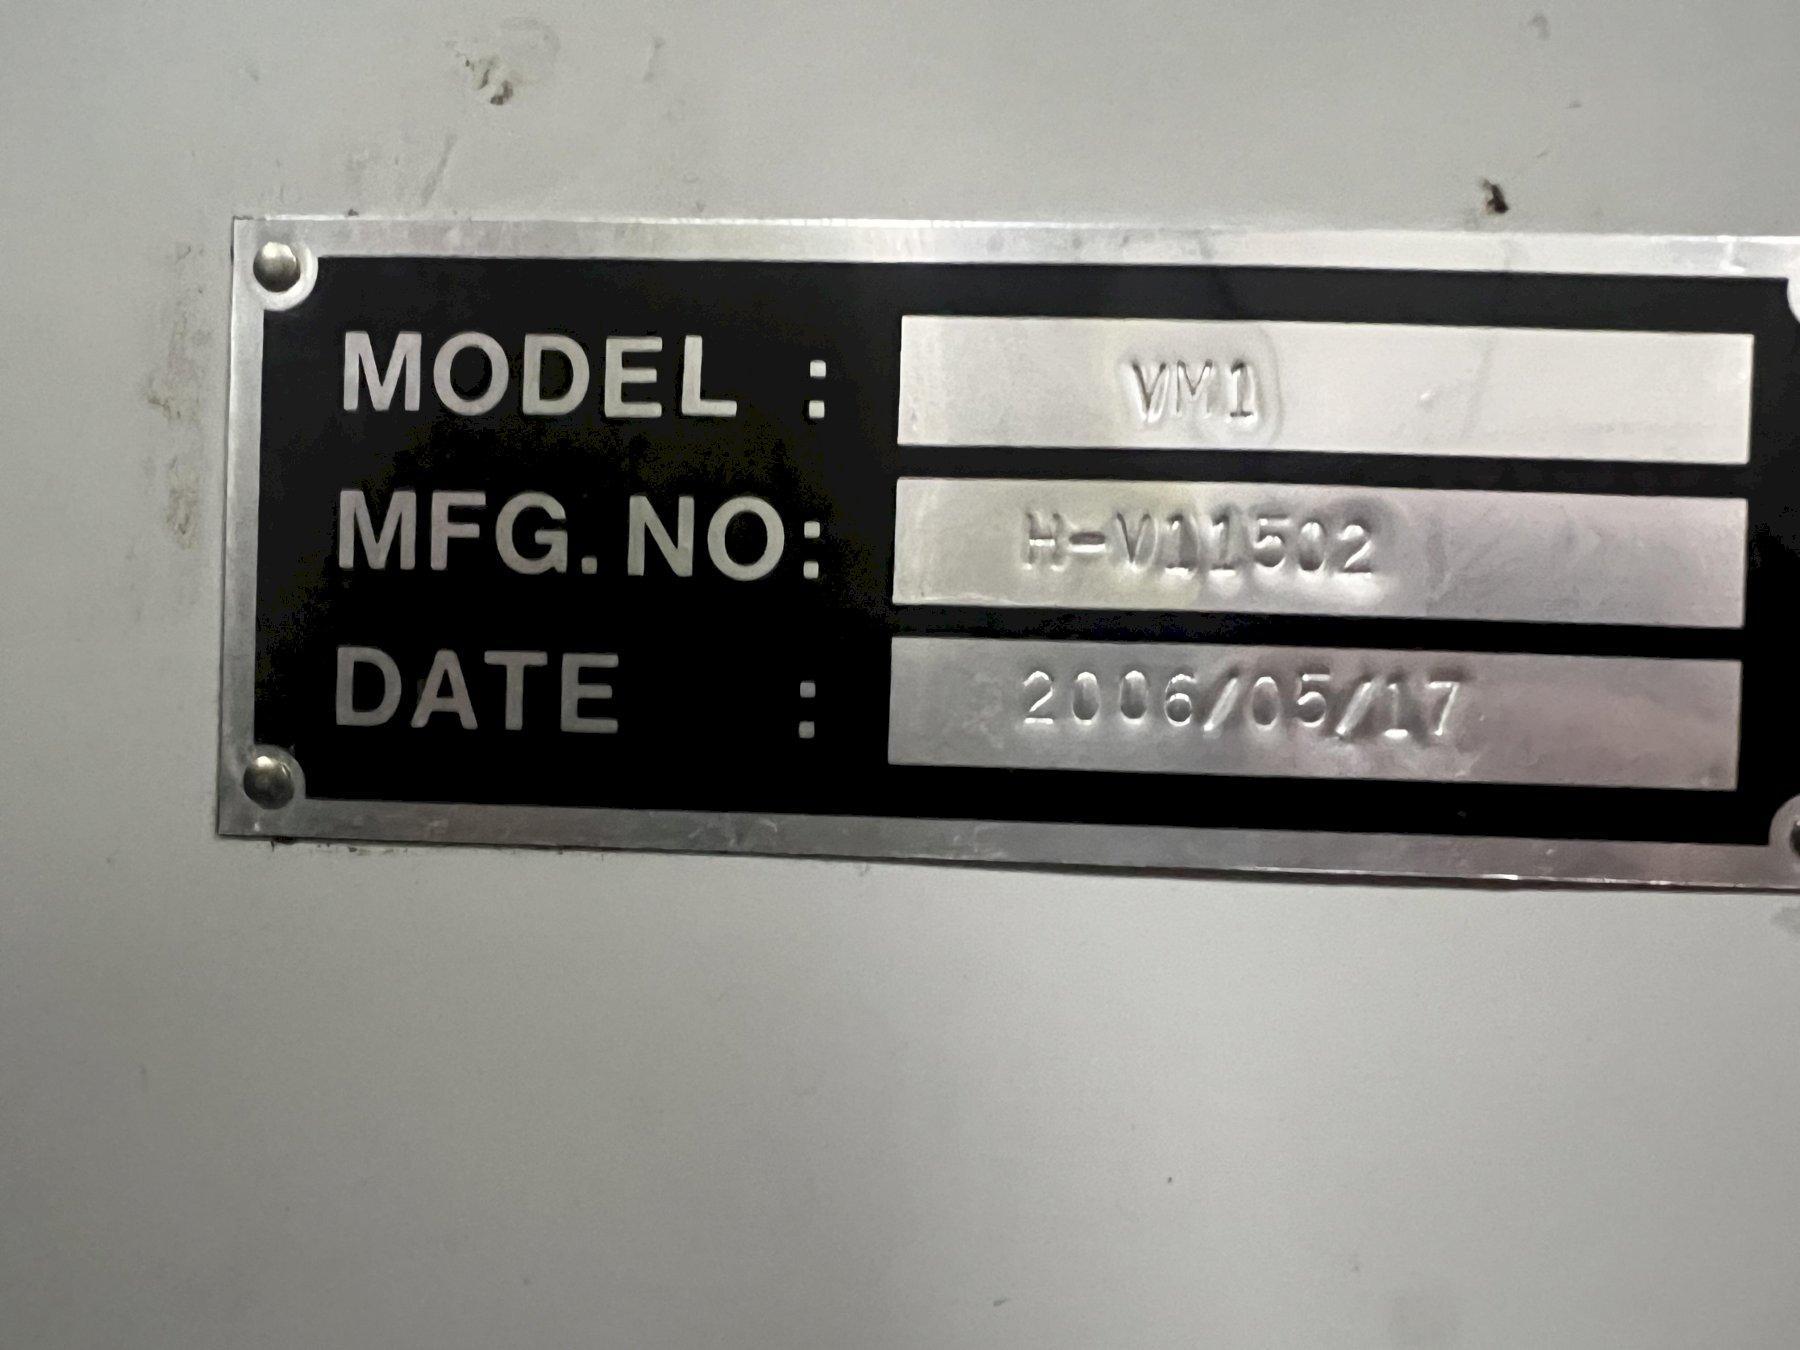 MODEL : VM1
MFG. NO: H-V11502
DATE : 2006/05/17